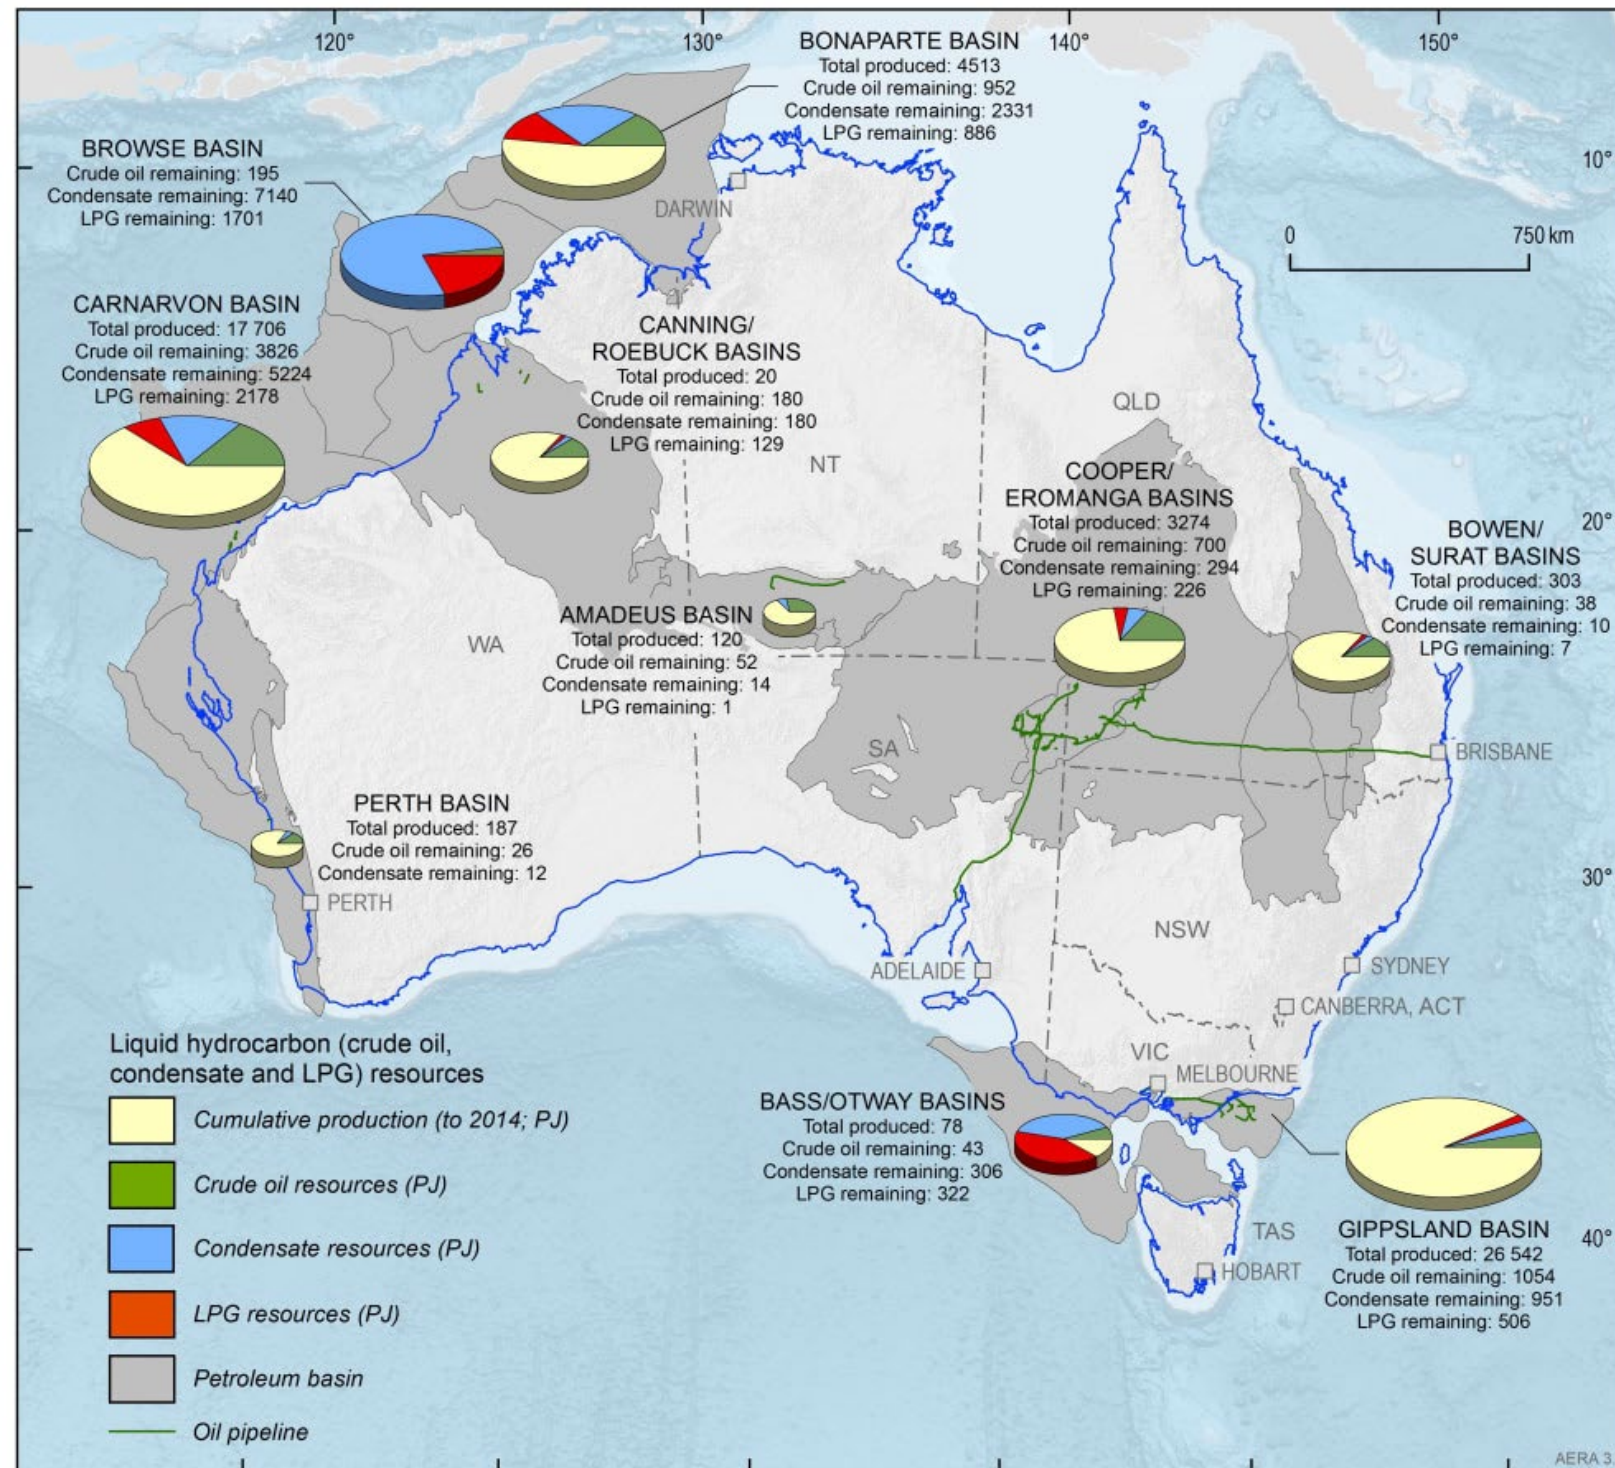 120°
130°
140°
150°
BONAPARTE BASIN
Total produced: 4513
Crude oil remaining: 952
Condensate remaining: 2331
LPG remaining: 886
BROWSE BASIN
Crude oil remaining: 195
Condensate remaining: 7140
LPG remaining: 1701
10°
DARWIN
0
750 km
CARNARVON BASIN
Total produced: 17 706
Crude oil remaining: 3826
Condensate remaining: 5224
LPG remaining: 2178
CANNING/
ROEBUCK BASINS
Total produced: 20
Crude oil remaining: 180
Condensate remaining: 180
LPG remaining: 129
QLD
NT
COOPER/
EROMANGA BASINS
Total produced: 3274
Crude oil remaining: 700
Condensate remaining: 294
LPG remaining: 226
20°
BOWEN/
SURAT BASINS
Total produced: 303
Crude oil remaining: 38
Condensate remaining: 10
LPG remaining: 7
AMADEUS BASIN
Total produced: 120
Crude oil remaining: 52
Condensate remaining: 14
LPG remaining: 1
WA
SA
BRISBANE
PERTH BASIN
Total produced: 187
Crude oil remaining: 26
Condensate remaining: 12
30°
PERTH
NSW
ADELAIDE
SYDNEY
CANBERRA, ACT
VIC
MELBOURNE
Liquid hydrocarbon (crude oil,
condensate and LPG) resources
Cumulative production (to 2014; PJ)
Crude oil resources (PJ)
Condensate resources (PJ)
LPG resources (PJ)
Petroleum basin
Oil pipeline
BASS/OTWAY BASINS
Total produced: 78
Crude oil remaining: 43
Condensate remaining: 306
LPG remaining: 322
TAS
HOBART
GIPPSLAND BASIN
Total produced: 26 542
Crude oil remaining: 1054
Condensate remaining: 951
LPG remaining: 506
40°
AERA 3